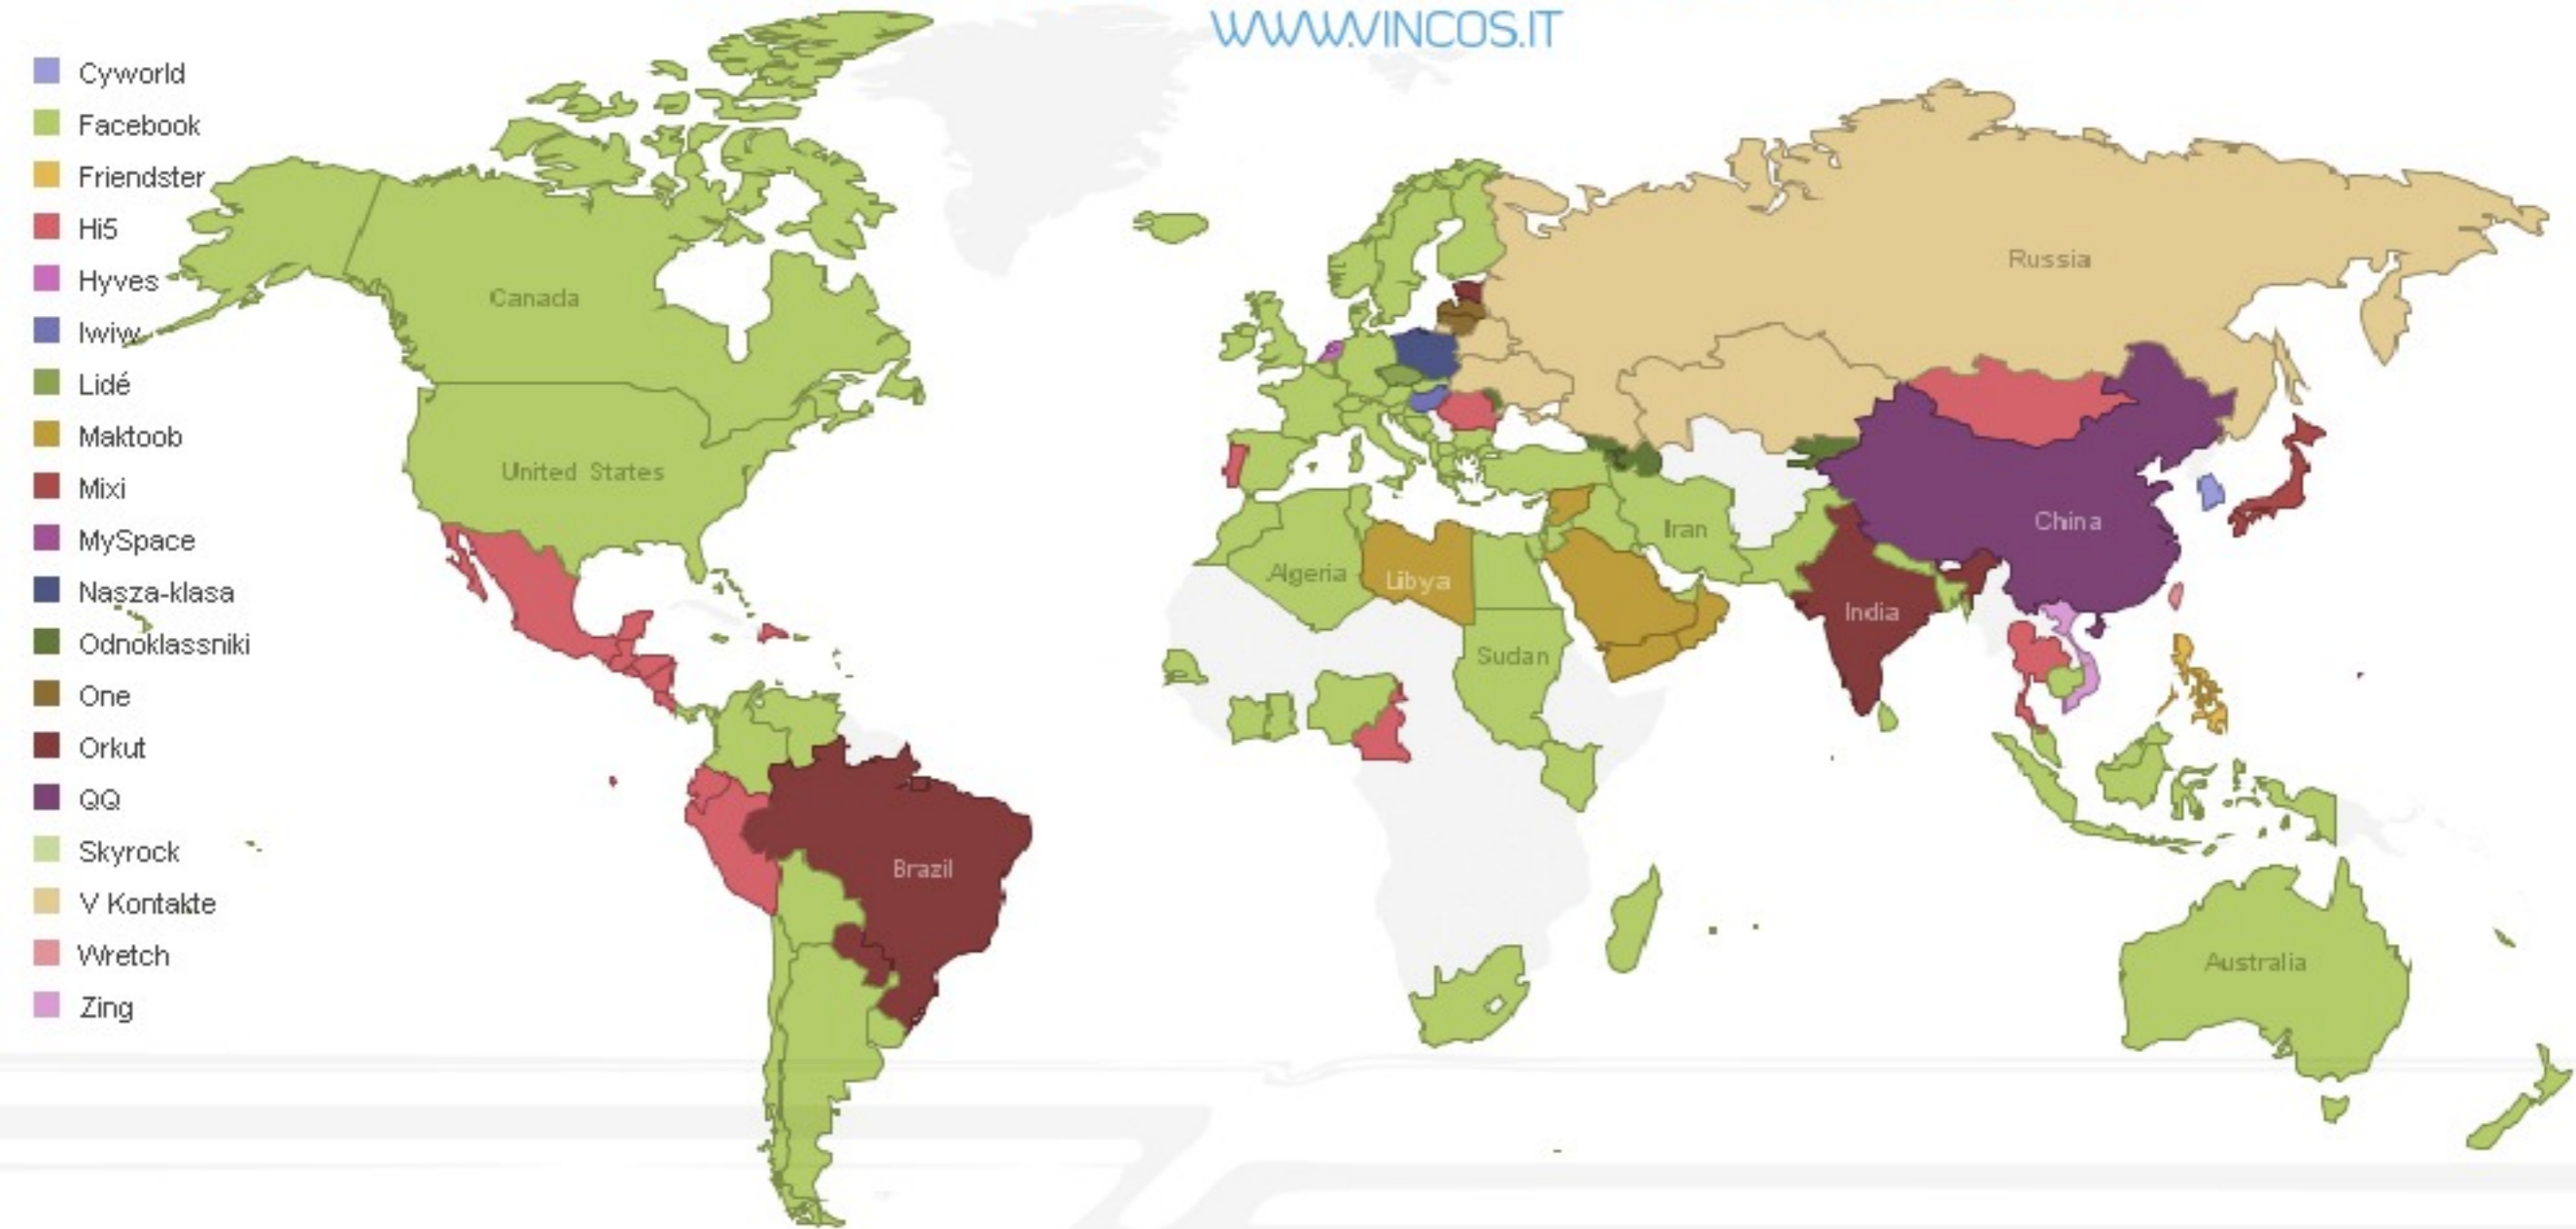 WWW.VINCOS.IT
Cyworld
Facebook
Friendster
Hi5
Hyves
Iwiw
Lidé
Maktoob
Mixi
MySpace
Nasza-klasa
Odnoklassniki
One
Orkut
QQ
Skyrock
V Kontakte
Wretch
Zing
Canada
United States
Brazil
Russia
China
Iran
Algeria
Libya
Sudan
India
Australia